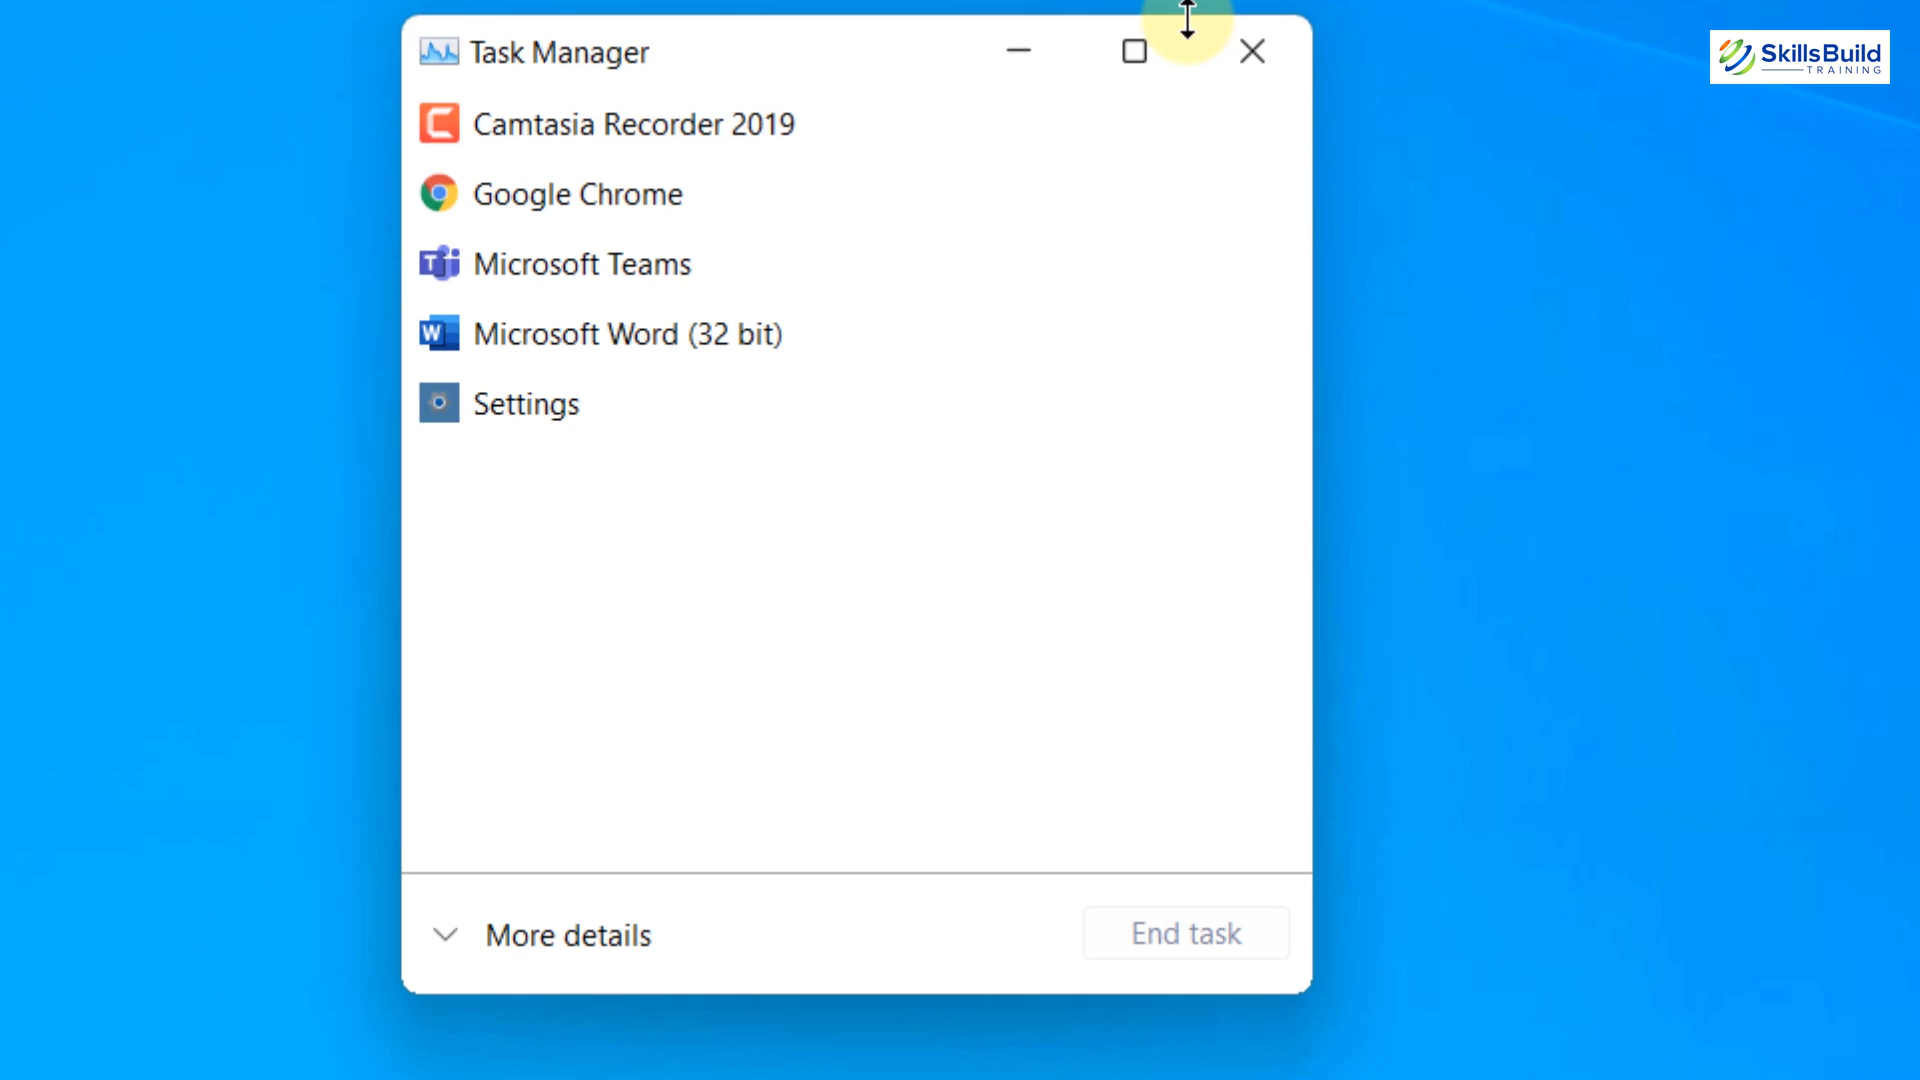 Task Manager
SkillsBuild
TRAINING
Camtasia Recorder 2019
Google Chrome
Microsoft Teams
Microsoft Word (32 bit)
Settings
More details
End task